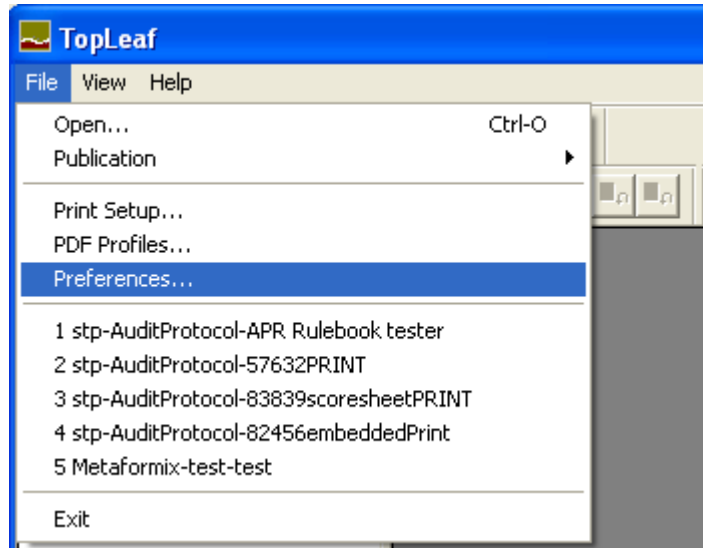 TopLeaf
File View Help
Open... Ctrl-O
Publication
Print Setup...
PDF Profiles...
Preferences...
1 stp-AuditProtocol-APR Rulebook tester
2 stp-AuditProtocol-57632PRINT
3 stp-AuditProtocol-83839scoresheetPRINT
4 stp-AuditProtocol-82456embeddedPrint
5 Metaformix-test-test
Exit